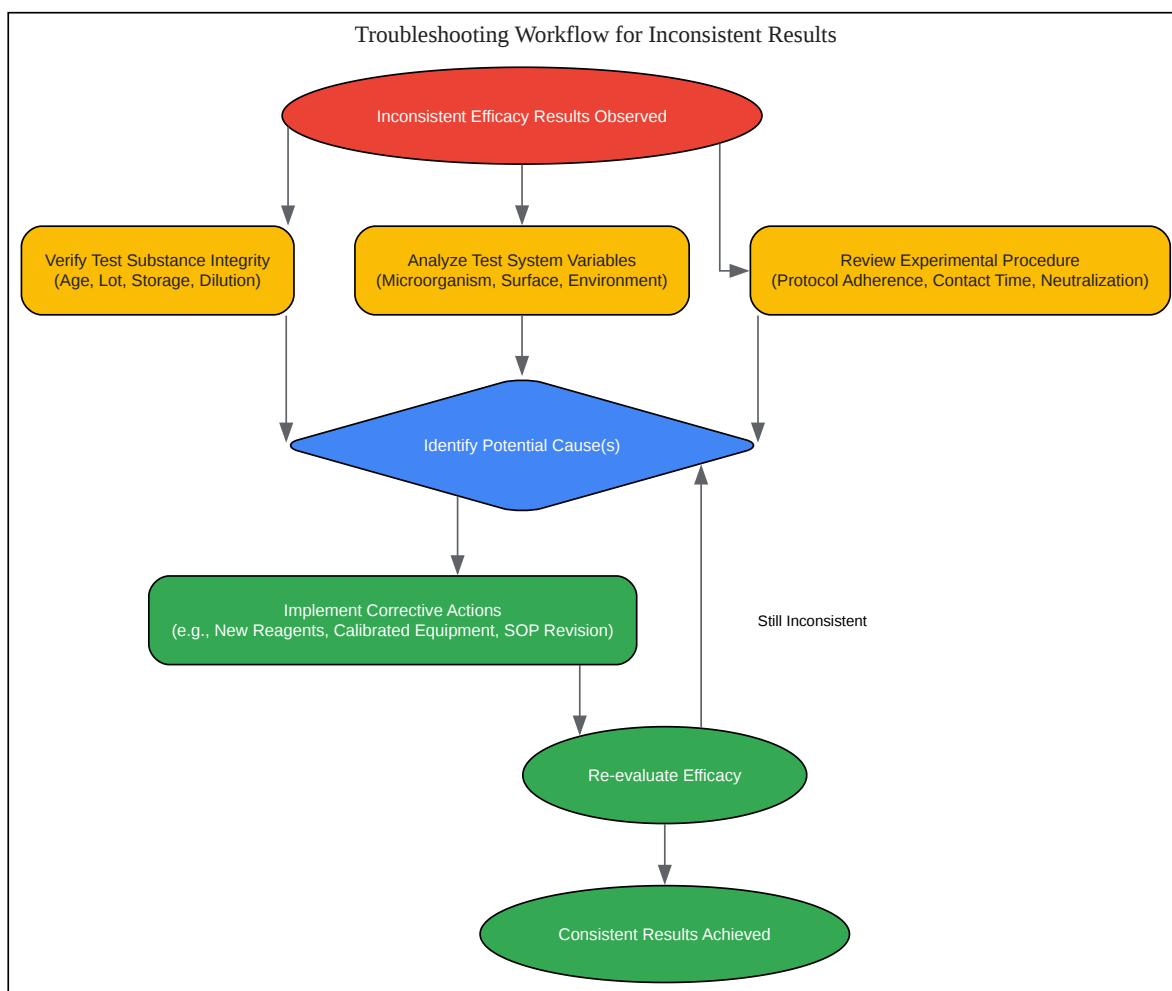 Troubleshooting Workflow for Inconsistent Results
Inconsistent Efficacy Results Observed
Verify Test Substance Integrity
(Age, Lot, Storage, Dilution)
Analyze Test System Variables
(Microorganism, Surface, Environment)
Review Experimental Procedure
(Protocol Adherence, Contact Time, Neutralization)
Identify Potential Cause(s)
Implement Corrective Actions
(e.g., New Reagents, Calibrated Equipment, SOP Revision)
Still Inconsistent
Re-evaluate Efficacy
Consistent Results Achieved